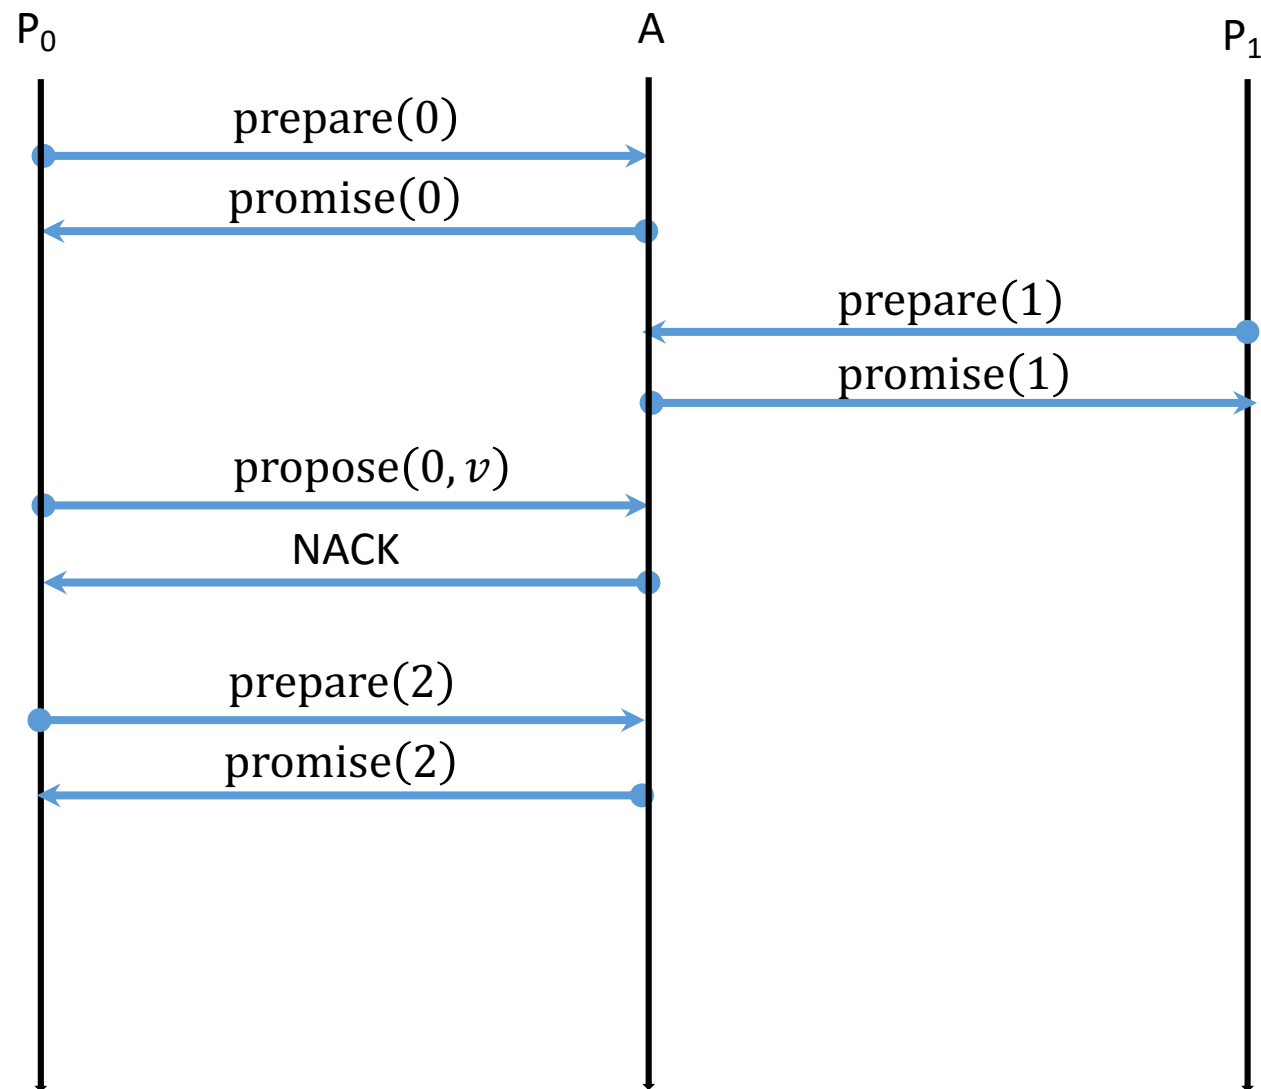 P₀ A P₁
prepare(0)
promise(0)
prepare(1)
promise(1)
propose(0, v)
NACK
prepare(2)
promise(2)